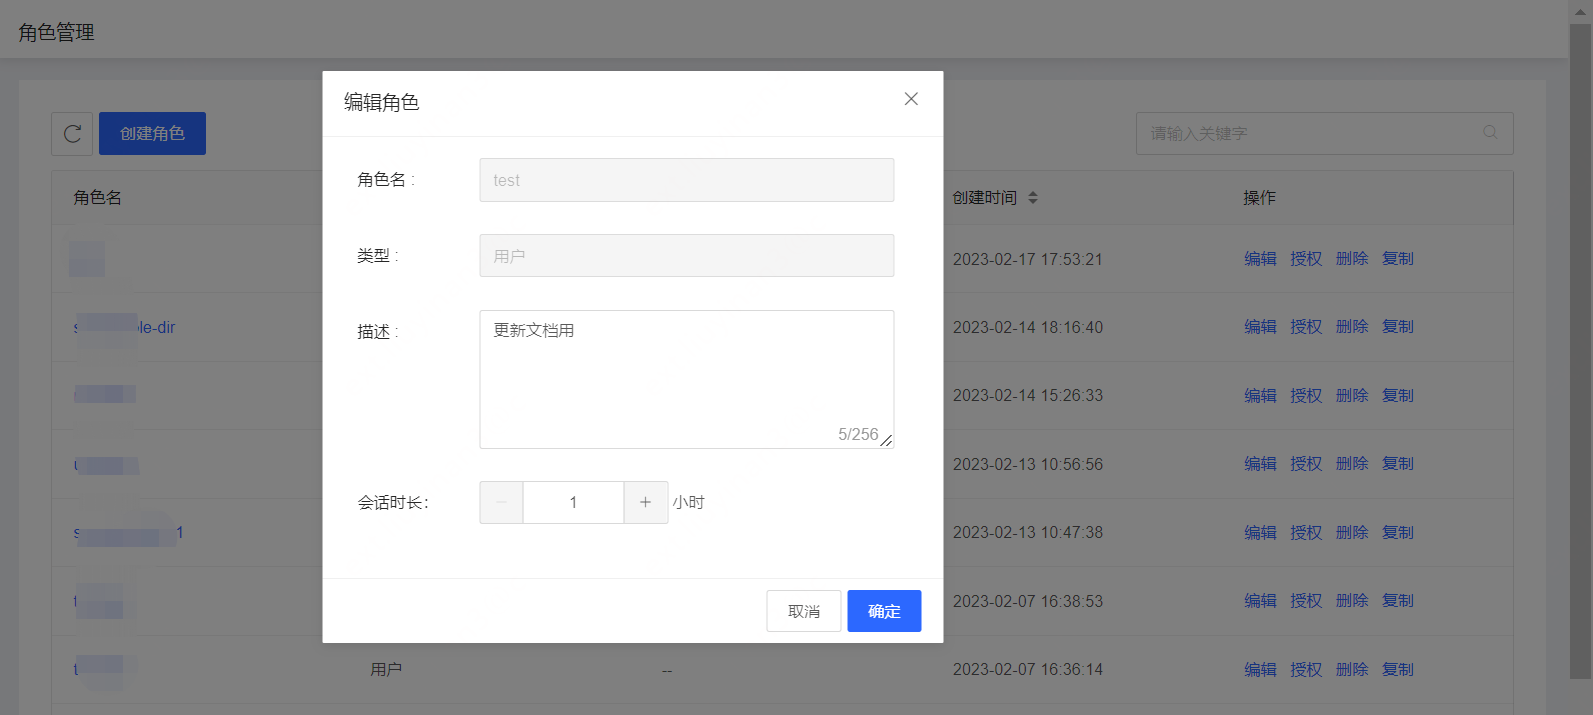 角色管理
编辑角色
创建角色
请输入关键字
角色名 :
test
角色名
创建时间
操作
类型 :
用户
2023-02-17 17:53:21
编辑 授权 删除 复制
描述 :
更新文档用
le-dir
2023-02-14 18:16:40
编辑 授权 删除 复制
2023-02-14 15:26:33
编辑 授权 删除 复制
5/256
2023-02-13 10:56:56
编辑 授权 删除 复制
会话时长:
1
小时
s 1
2023-02-13 10:47:38
编辑 授权 删除 复制
2023-02-07 16:38:53
编辑 授权 删除 复制
取消
确定
用户
--
2023-02-07 16:36:14
编辑 授权 删除 复制